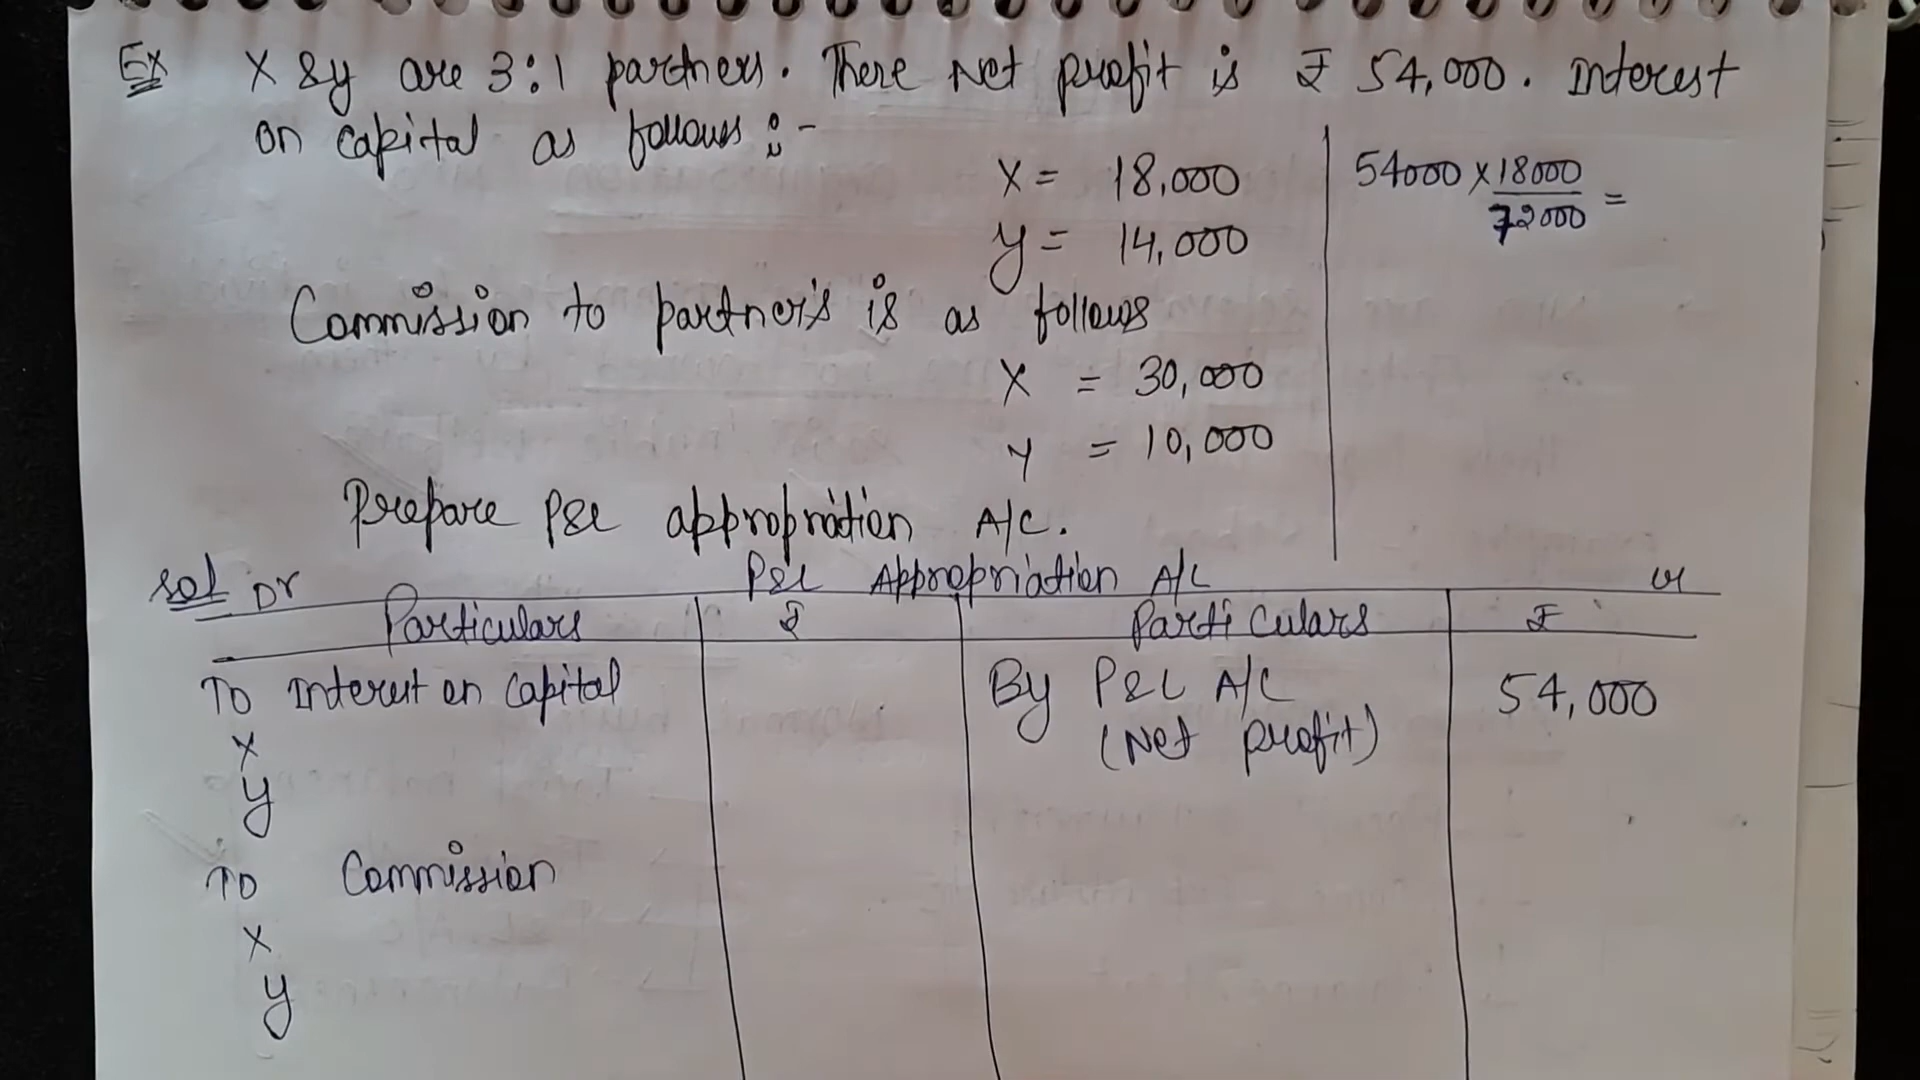 Ex X & y are 3:1 partners. There Net profit is ₹ 54,000. Interest
on capital as follows :-
X = 18,000
y = 14,000
54000 × 18000
72000 =
Commission to partner's is as follows
X = 30,000
y = 10,000
Prepare P&L appropriation A/C.
Sol Dr P&L Appropriation A/C Cr
Particulars ₹ Particulars ₹
To Interest on capital By P&L A/C 54,000
(Net profit)
X
y
To Commission
X
y